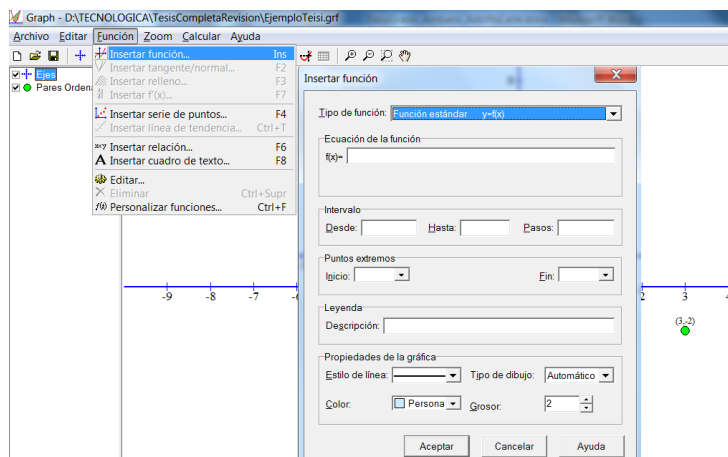 Graph - D:\TECNOLOGICA\TesisCompletaRevision\EjemploTeisi.grf
Archivo Editar Función Zoom Calcular Ayuda
Insertar función... Ins
Insertar tangente/normal... F2
Insertar relleno... F3
Insertar f'(x)... F7
Insertar serie de puntos... F4
Insertar línea de tendencia... Ctrl+T
Insertar relación... F6
Insertar cuadro de texto... F8
Editar...
Eliminar Ctrl+Supr
Personalizar funciones... Ctrl+F
Ejes
Pares Orden
Insertar función
Tipo de función: Función estándar y=f(x)
Ecuación de la función
f(x)=
Intervalo
Desde: Hasta: Pasos:
Puntos extremos
Inicio: Fin:
Leyenda
Descripción:
Propiedades de la gráfica
Estilo de línea: Tipo de dibujo: Automático
Color: Persona Grosor: 2
Aceptar Cancelar Ayuda
-9 -8 -7 2 3 4
(3,-2)